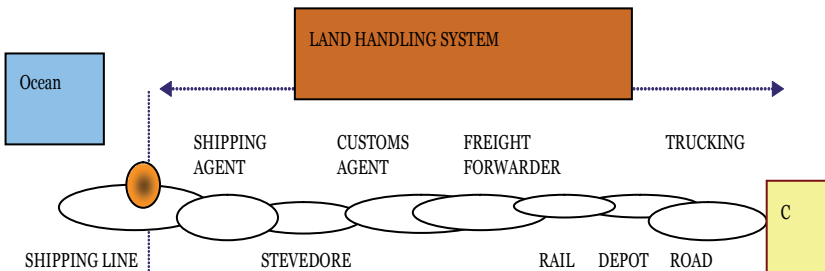 LAND HANDLING SYSTEM
Ocean
SHIPPING
AGENT
CUSTOMS
AGENT
FREIGHT
FORWARDER
TRUCKING
C
SHIPPING LINE
STEVEDORE
RAIL
DEPOT
ROAD